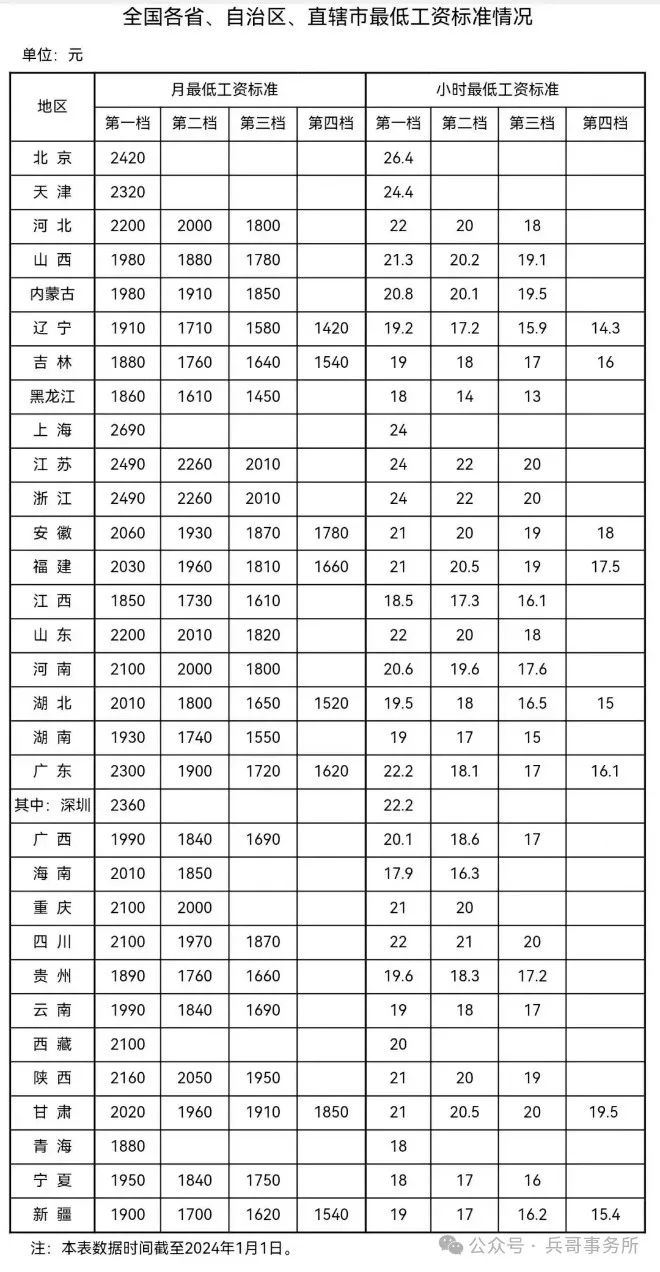 全国各省、自治区、直辖市最低工资标准情况
单位：元
地区 月最低工资标准 小时最低工资标准
第一档 第二档 第三档 第四档 第一档 第二档 第三档 第四档
北 京 2420 26.4
天 津 2320 24.4
河 北 2200 2000 1800 22 20 18
山 西 1980 1880 1780 21.3 20.2 19.1
内蒙古 1980 1910 1850 20.8 20.1 19.5
辽 宁 1910 1710 1580 1420 19.2 17.2 15.9 14.3
吉 林 1880 1760 1640 1540 19 18 17 16
黑龙江 1860 1610 1450 18 14 13
上 海 2690 24
江 苏 2490 2260 2010 24 22 20
浙 江 2490 2260 2010 24 22 20
安 徽 2060 1930 1870 1780 21 20 19 18
福 建 2030 1960 1810 1660 21 20.5 19 17.5
江 西 1850 1730 1610 18.5 17.3 16.1
山 东 2200 2010 1820 22 20 18
河 南 2100 2000 1800 20.6 19.6 17.6
湖 北 2010 1800 1650 1520 19.5 18 16.5 15
湖 南 1930 1740 1550 19 17 15
广 东 2300 1900 1720 1620 22.2 18.1 17 16.1
其中：深圳 2360 22.2
广 西 1990 1840 1690 20.1 18.6 17
海 南 2010 1850 17.9 16.3
重 庆 2100 2000 21 20
四 川 2100 1970 1870 22 21 20
贵 州 1890 1760 1660 19.6 18.3 17.2
云 南 1990 1840 1690 19 18 17
西 藏 2100 20
陕 西 2160 2050 1950 21 20 19
甘 肃 2020 1960 1910 1850 21 20.5 20 19.5
青 海 1880 18
宁 夏 1950 1840 1750 18 17 16
新 疆 1900 1700 1620 1540 19 17 16.2 15.4
注：本表数据时间截至2024年1月1日。
公众号 · 兵哥事务所